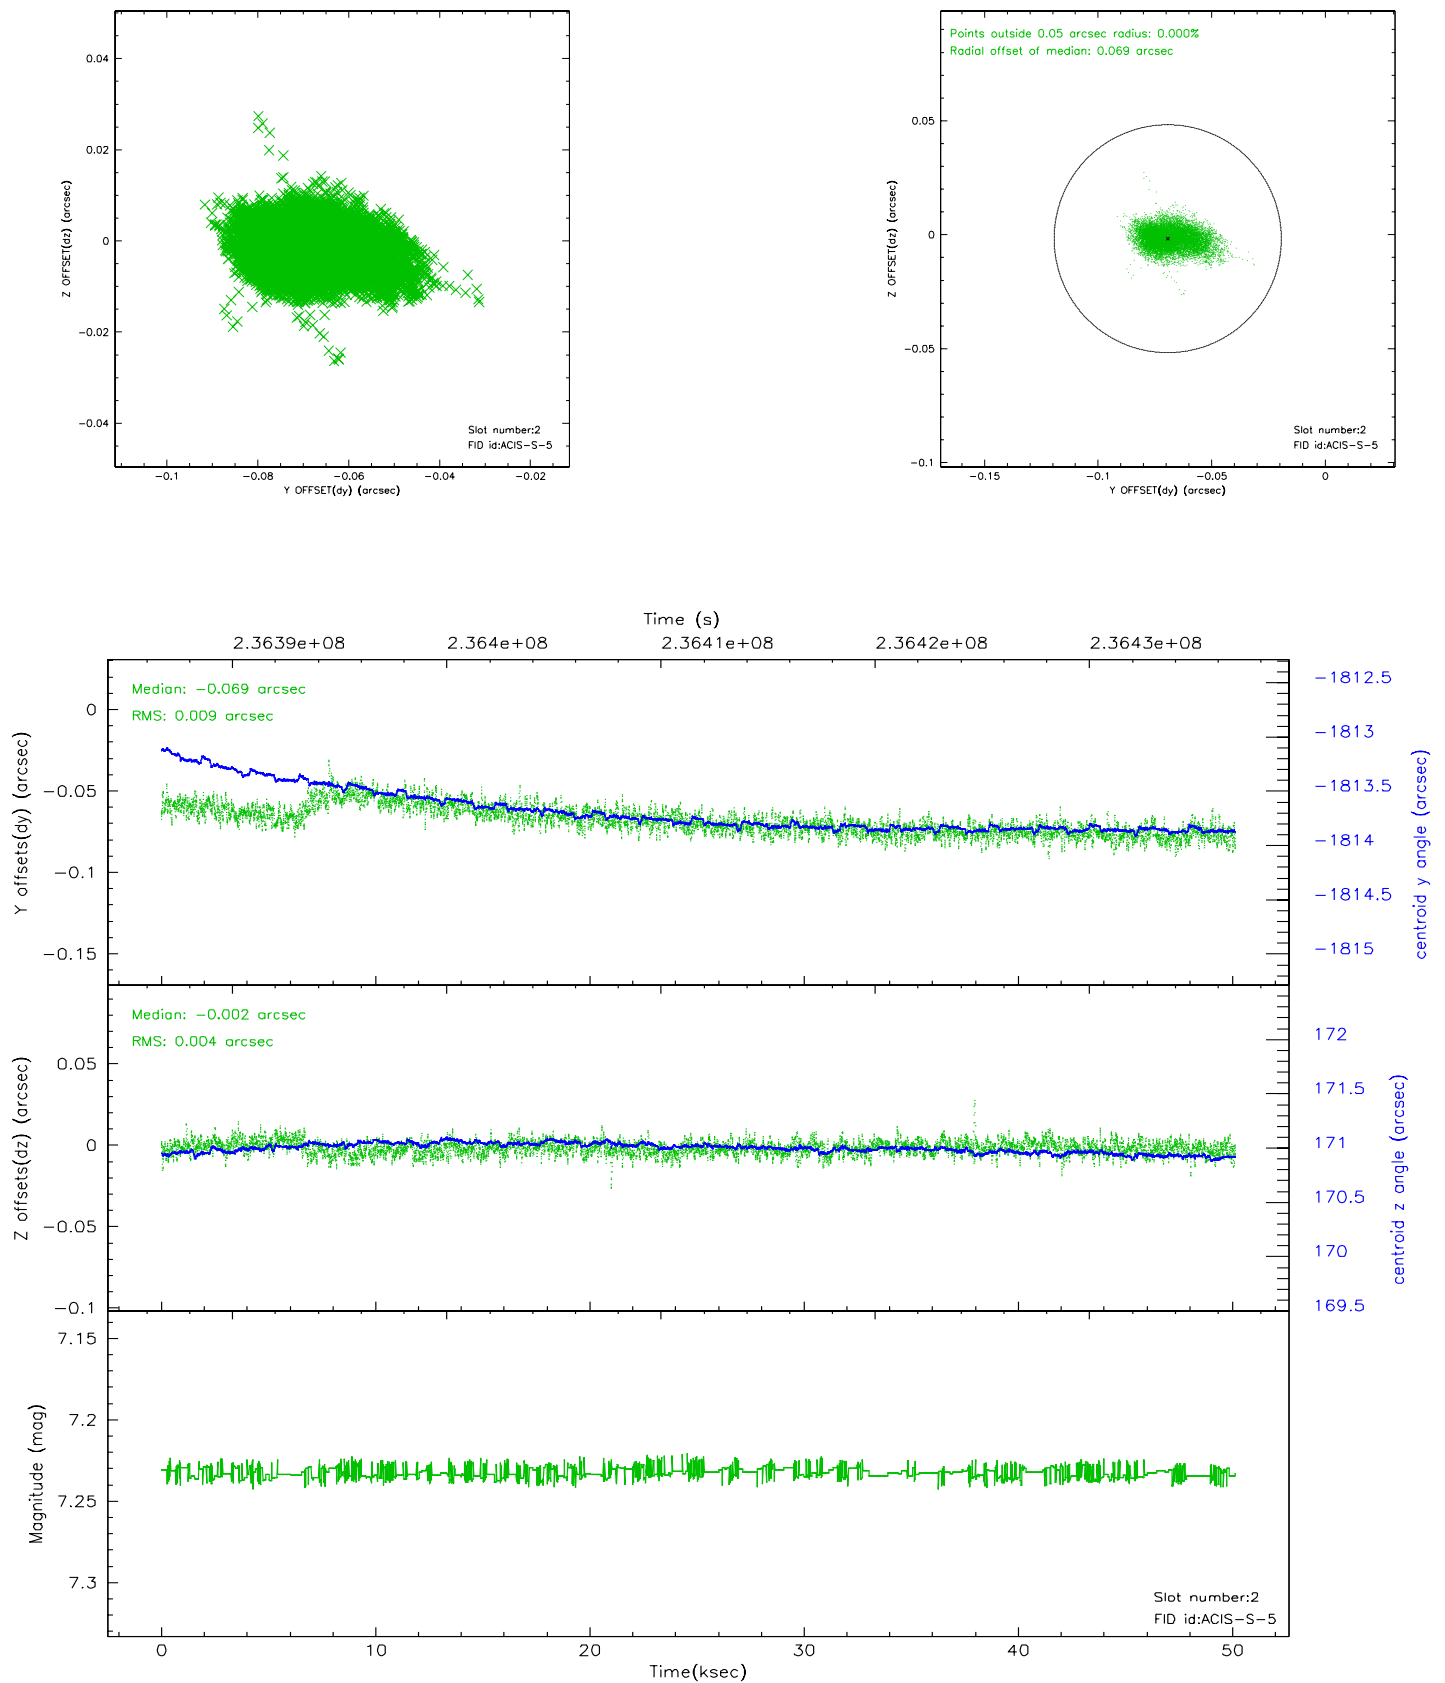 0.04
0.02
0
-0.02
-0.04
Z OFFSET(dz) (arcsec)
-0.1
-0.08
-0.06
-0.04
-0.02
Y OFFSET(dy) (arcsec)
Slot number:2
FID id:ACIS-S-5
Points outside 0.05 arcsec radius: 0.000%
Radial offset of median: 0.069 arcsec
0.05
0
-0.05
-0.1
Z OFFSET(dz) (arcsec)
-0.15
-0.1
-0.05
0
Y OFFSET(dy) (arcsec)
Slot number:2
FID id:ACIS-S-5
Time (s)
2.3639e+08
2.364e+08
2.3641e+08
2.3642e+08
2.3643e+08
Median: -0.069 arcsec
RMS: 0.009 arcsec
0
-0.05
-0.1
-0.15
Y offsets(dy) (arcsec)
-1812.5
-1813
-1813.5
-1814
-1814.5
-1815
centroid y angle (arcsec)
Median: -0.002 arcsec
RMS: 0.004 arcsec
0.05
0
-0.05
-0.1
Z offsets(dz) (arcsec)
172
171.5
171
170.5
170
169.5
centroid z angle (arcsec)
7.15
7.2
7.25
7.3
Magnitude (mag)
Slot number:2
FID id:ACIS-S-5
0
10
20
30
40
50
Time(ksec)